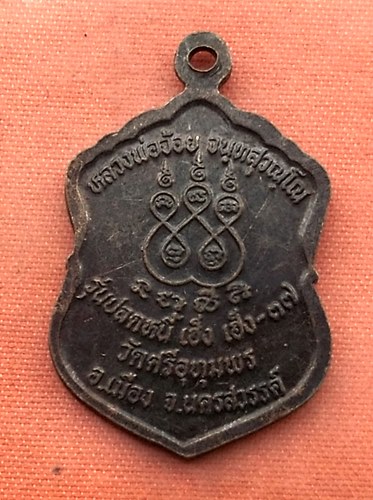 หลวงพ่อจ้อย จนฺทสุวณฺโณ
รุ่นปลดหนี้ เฮ็ง เฮ็ง-๓๗
วัดศรีอุทุมพร
อ.เมือง จ.นครสวรรค์